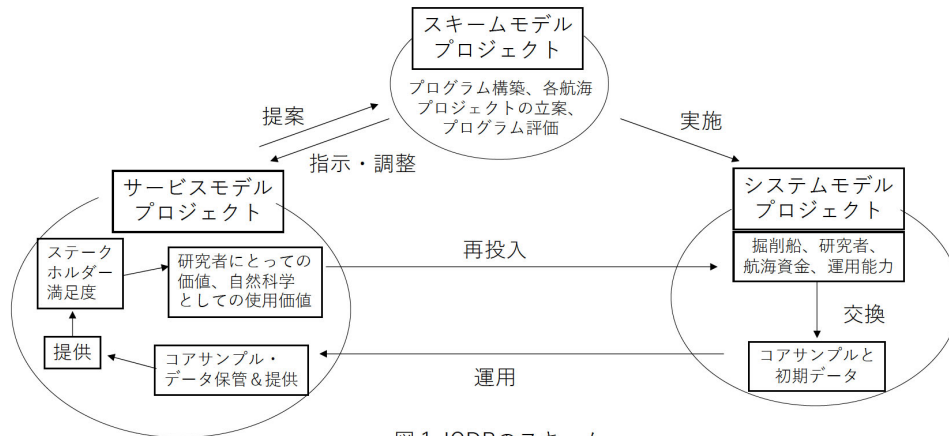 スキームモデル
プロジェクト
プログラム構築、各航海
プロジェクトの立案、
プログラム評価
提案
指示・調整
実施
サービスモデル
プロジェクト
ステーク
ホルダー
満足度
研究者にとっての
価値、自然科学
としての使用価値
提供
コアサンプル・
データ保管&提供
再投入
運用
システムモデル
プロジェクト
掘削船、研究者、
航海資金、運用能力
交換
コアサンプルと
初期データ